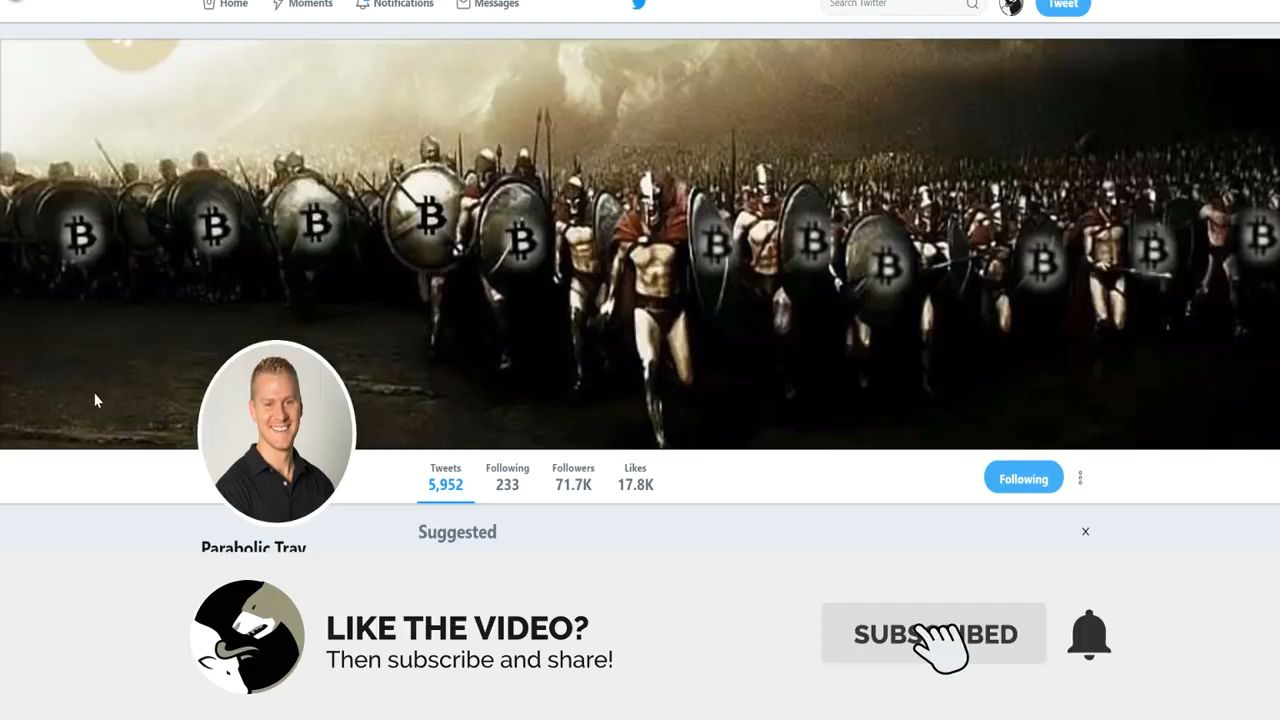 Home Moments Notifications Messages Search Twitter Tweet
Tweets Following Followers Likes
5,952 233 71.7K 17.8K
Following
Suggested
Parabolic Trav
LIKE THE VIDEO?
Then subscribe and share!
SUBSCRIBED